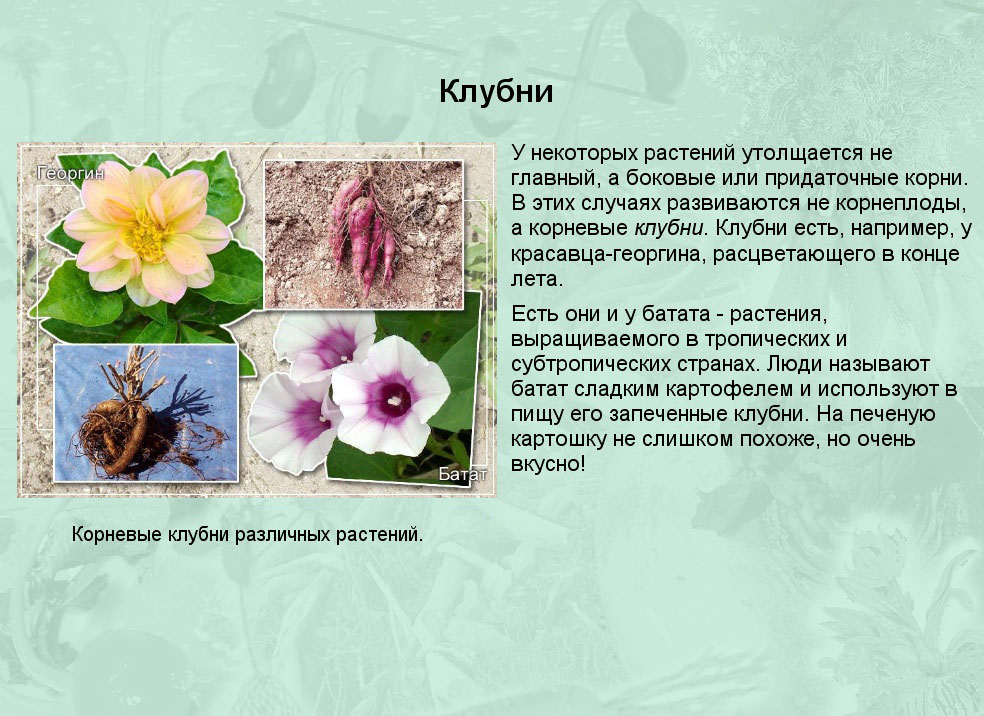 Клубни
Георгин
Батат
Корневые клубни различных растений.
У некоторых растений утолщается не
главный, а боковые или придаточные корни.
В этих случаях развиваются не корнеплоды,
а корневые клубни. Клубни есть, например, у
красавца-георгина, расцветающего в конце
лета.
Есть они и у батата - растения,
выращиваемого в тропических и
субтропических странах. Люди называют
батат сладким картофелем и используют в
пищу его запеченные клубни. На печеную
картошку не слишком похоже, но очень
вкусно!